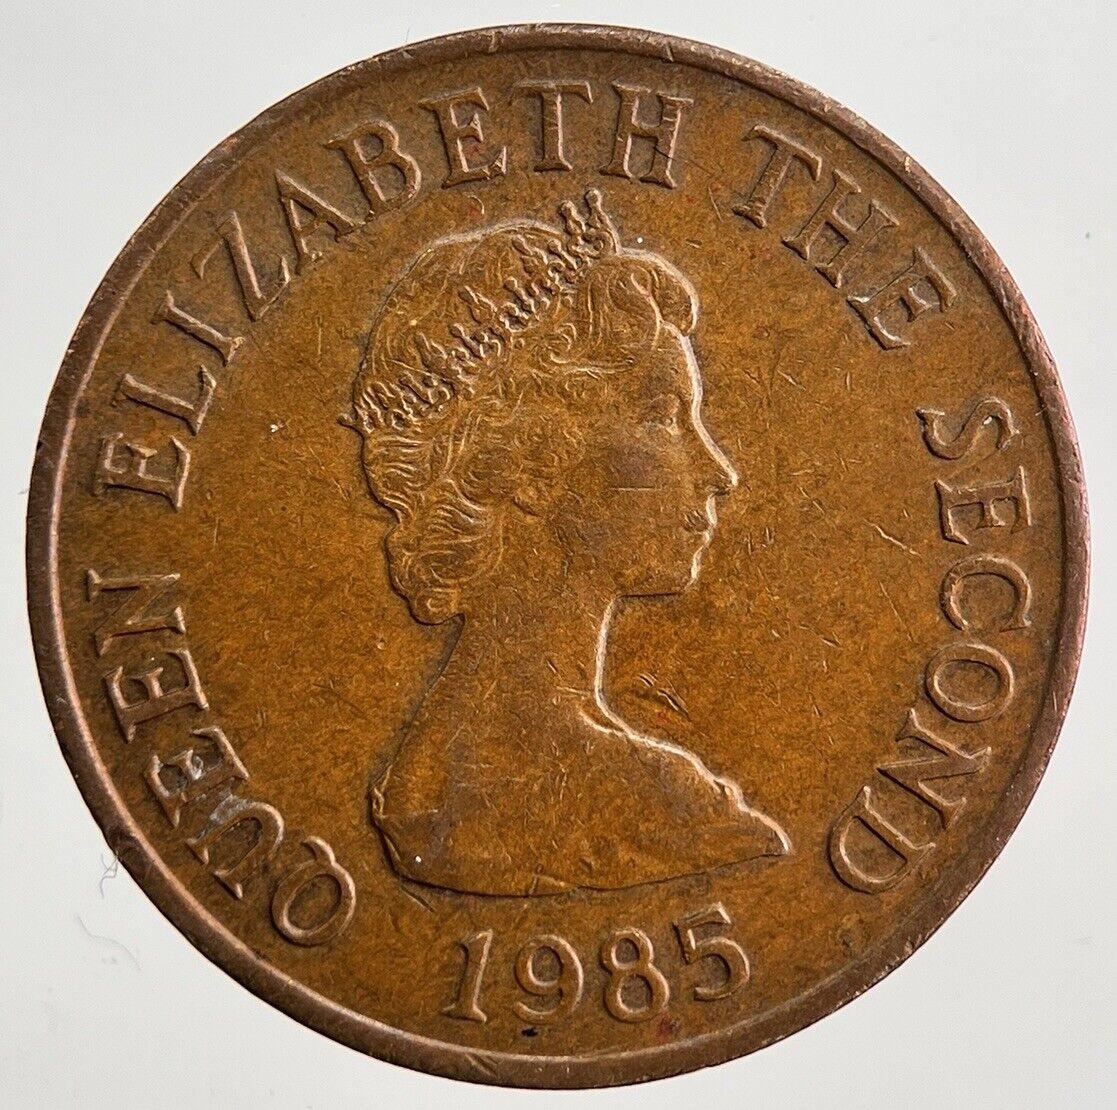 QUEEN ELIZABETH THE SECOND
1985